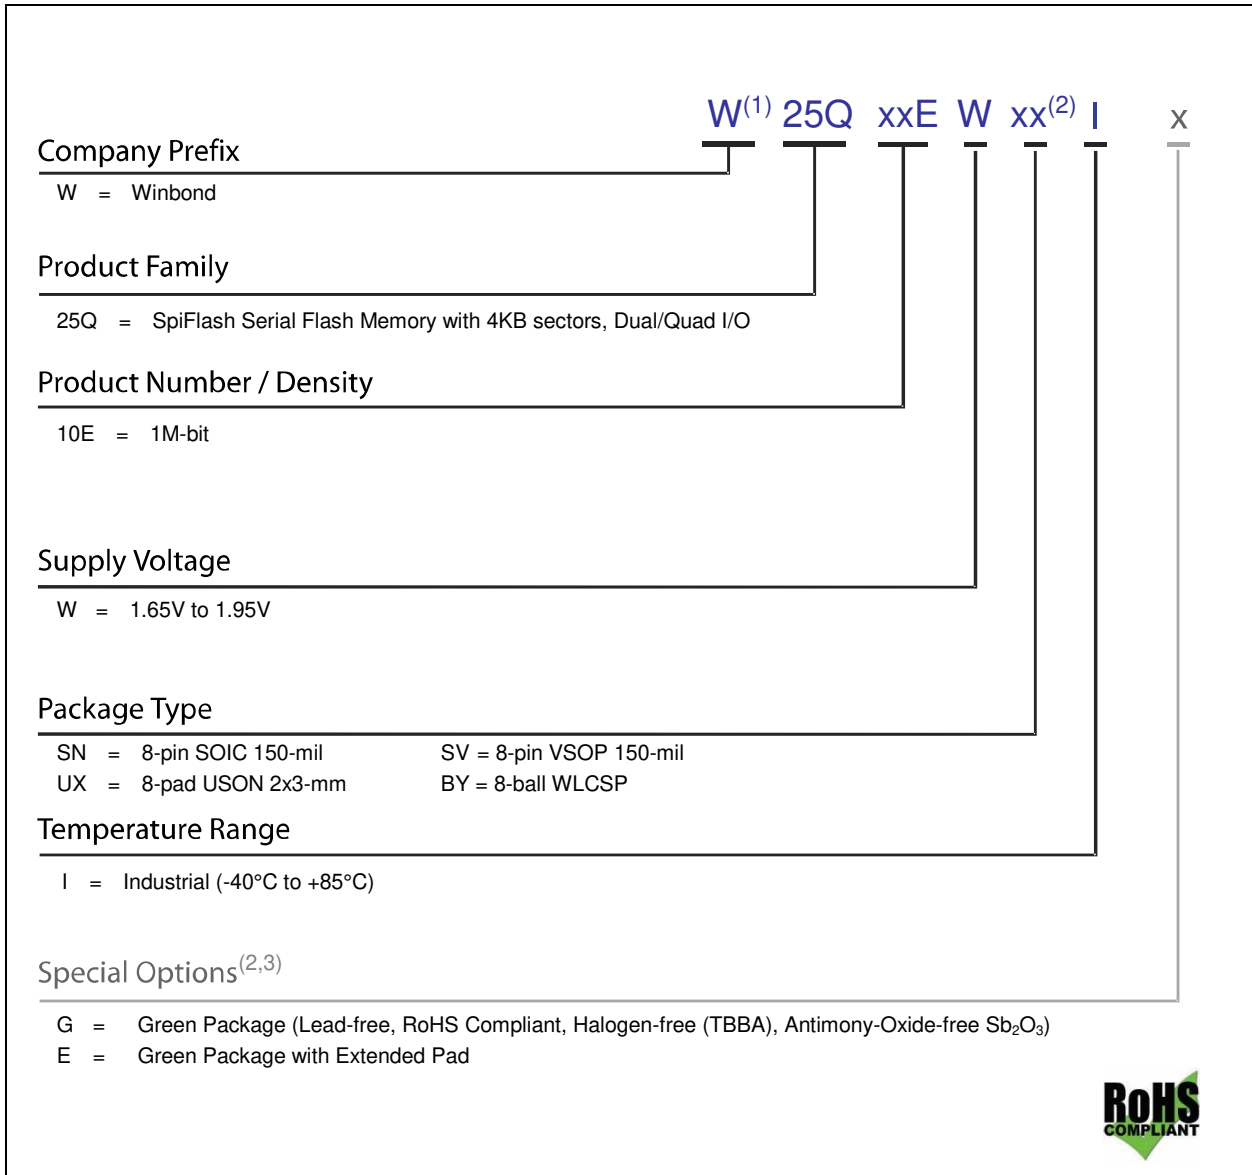 W(1) 25Q xxE W xx(2) I x
Company Prefix
W = Winbond
Product Family
25Q = SpiFlash Serial Flash Memory with 4KB sectors, Dual/Quad I/O
Product Number / Density
10E = 1M-bit
Supply Voltage
W = 1.65V to 1.95V
Package Type
SN = 8-pin SOIC 150-mil SV = 8-pin VSOP 150-mil
UX = 8-pad USON 2x3-mm BY = 8-ball WLCSP
Temperature Range
I = Industrial (-40°C to +85°C)
Special Options(2,3)
G = Green Package (Lead-free, RoHS Compliant, Halogen-free (TBBA), Antimony-Oxide-free Sb₂O₃)
E = Green Package with Extended Pad
RoHS
COMPLIANT